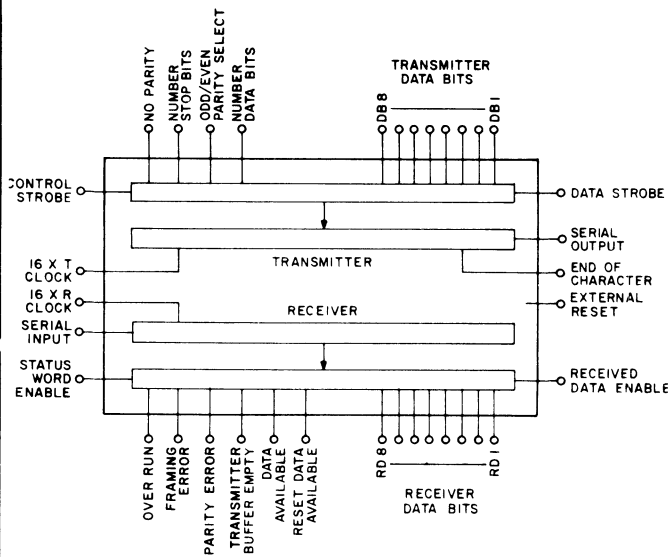 NO PARITY
NUMBER
STOP BITS
ODD/EVEN
PARITY SELECT
NUMBER
DATA BITS
TRANSMITTER
DATA BITS
DB8
DB1
CONTROL
STROBE
DATA STROBE
SERIAL
OUTPUT
TRANSMITTER
16 X T
CLOCK
END OF
CHARACTER
16 X R
CLOCK
RECEIVER
EXTERNAL
RESET
SERIAL
INPUT
STATUS
WORD
ENABLE
RECEIVED
DATA ENABLE
OVER RUN
FRAMING
ERROR
PARITY ERROR
TRANSMITTER
BUFFER EMPTY
DATA
AVAILABLE
RESET DATA
AVAILABLE
RD8
RD1
RECEIVER
DATA BITS